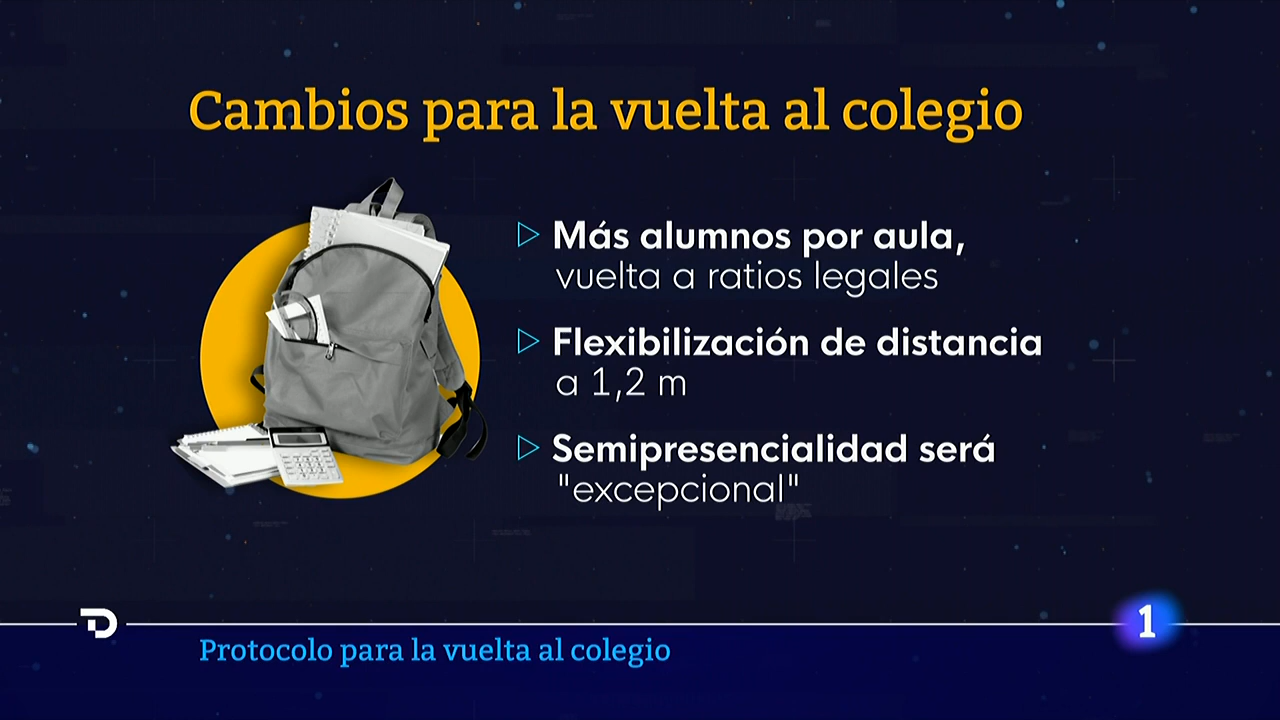 Cambios para la vuelta al colegio
Más alumnos por aula,
vuelta a ratios legales
Flexibilización de distancia
a 1,2 m
Semipresencialidad será
"excepcional"
1
Protocolo para la vuelta al colegio